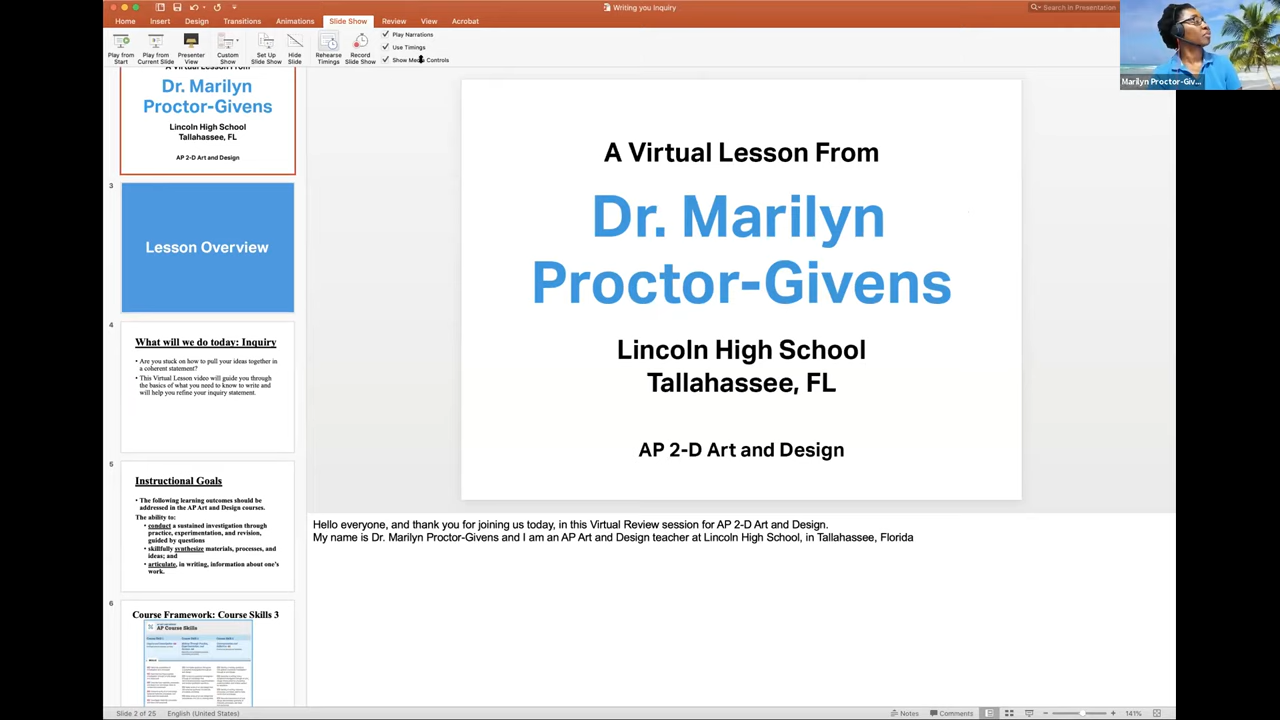 Writing you Inquiry
Search in Presentation
Home Insert Design Transitions Animations Slide Show Review View Acrobat
Play from Start
Play from Current Slide
Presenter View
Custom Show
Set Up Slide Show
Hide Slide
Rehearse Timings
Record Slide Show
Play Narrations
Use Timings
Show Media Controls
A Virtual Lesson From
Dr. Marilyn
Proctor-Givens
Lincoln High School
Tallahassee, FL
AP 2-D Art and Design
3
Lesson Overview
4
What will we do today: Inquiry
• Are you stuck on how to pull your ideas together in
a coherent statement?
• This Virtual Lesson video will guide you through
the basics of what you need to know to write and
will help you refine your inquiry statement.
5
Instructional Goals
• The following learning outcomes should be
addressed in the AP Art and Design courses.
The ability to:
• conduct a sustained investigation through
practice, experimentation, and revision,
guided by questions
• skillfully synthesize materials, processes, and
ideas; and
• articulate, in writing, information about one's
work.
6
Course Framework: Course Skills 3
AP Course Skills
A Virtual Lesson From
Dr. Marilyn
Proctor-Givens
Lincoln High School
Tallahassee, FL
AP 2-D Art and Design
Hello everyone, and thank you for joining us today, in this Virtual Review session for AP 2-D Art and Design.
My name is Dr. Marilyn Proctor-Givens and I am an AP Art and Design teacher at Lincoln High School, in Tallahassee, Florida
Marilyn Proctor-Giv...
Slide 2 of 25 English (United States) Notes Comments 141%